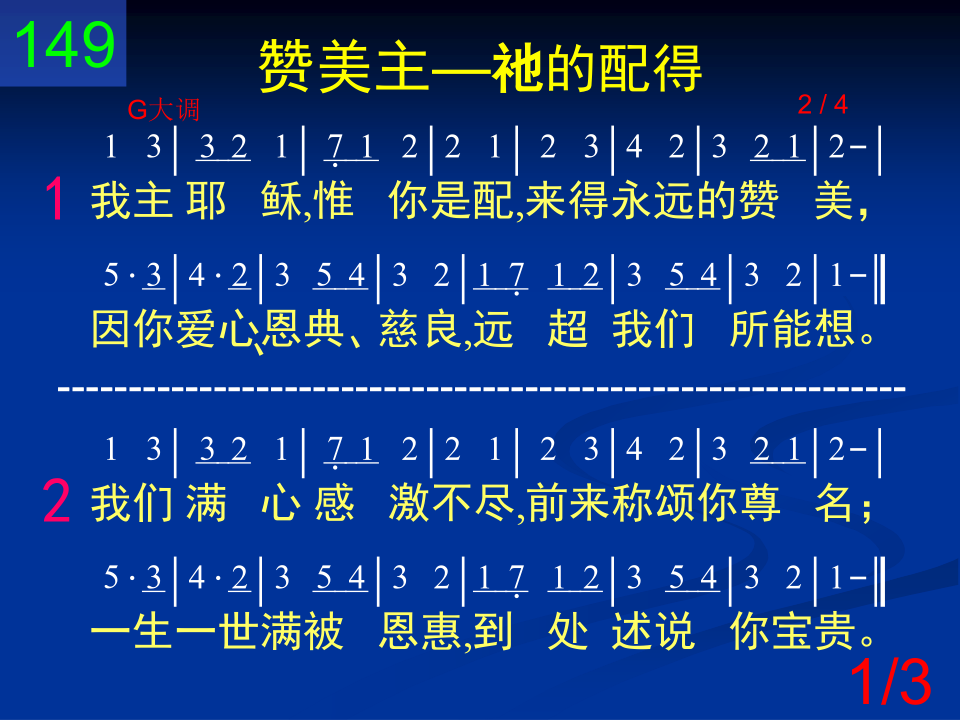 149
赞美主—祂的配得
G大调 2 / 4
1 3| 3 2 1| 7̣ 1 2|2 1| 2 3|4 2|3 2 1|2-|
1 我主 耶 稣,惟 你是配,来得永远的赞 美,
5 · 3|4 · 2|3 5 4|3 2|1 7̣ 1 2|3 5 4|3 2|1-‖
因你爱心、恩典、慈良,远 超 我们 所能想。
------------------------------------------------------------
1 3| 3 2 1| 7̣ 1 2|2 1| 2 3|4 2|3 2 1|2-|
2 我们 满 心 感 激不尽,前来称颂你尊 名；
5 · 3|4 · 2|3 5 4|3 2|1 7̣ 1 2|3 5 4|3 2|1-‖
一生一世满被 恩惠,到 处 述说 你宝贵。
1/3